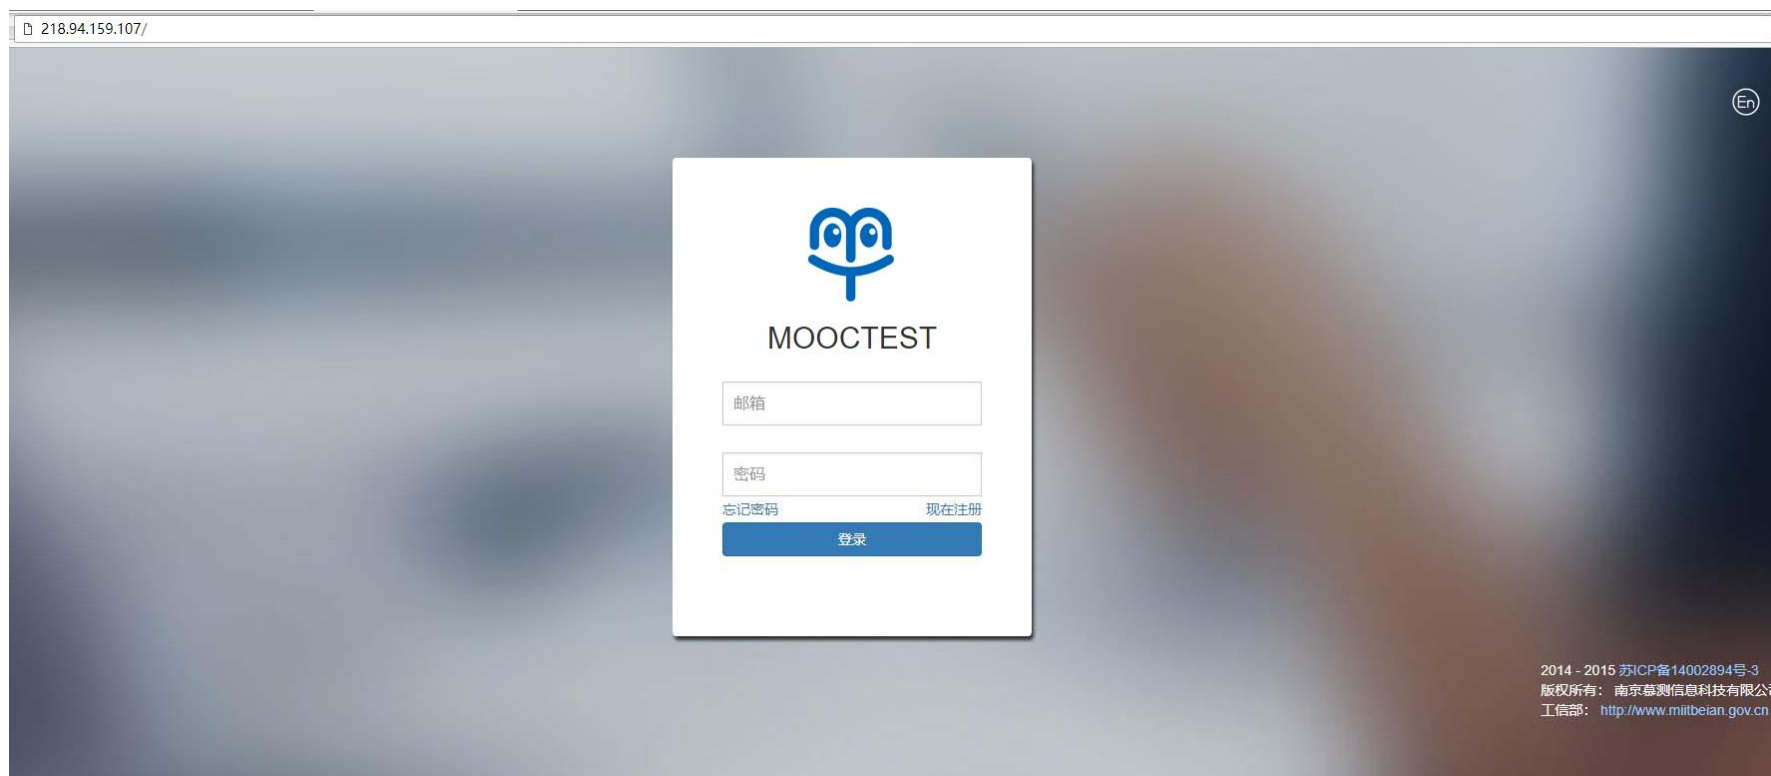 218.94.159.107/
En
MOOCTEST
邮箱
密码
忘记密码 现在注册
登录
2014 - 2015 苏ICP备14002894号-3
版权所有： 南京慕测信息科技有限公
工信部： http://www.miitbeian.gov.cn